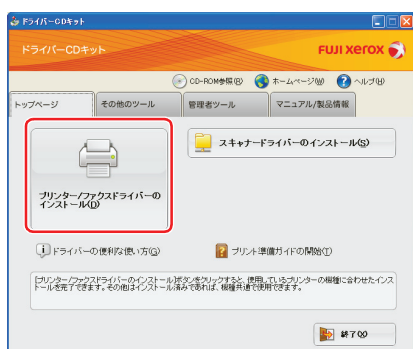 ドライバーCDキット
ドライバーCDキット
FUJI XEROX
CD-ROM参照(R) ホームページ(W) ヘルプ(H)
トップページ その他のツール 管理者ツール マニュアル/製品情報
プリンター/ファクスドライバーの
インストール(D)
スキャナードライバーのインストール(S)
ドライバーの便利な使い方(G)
プリント準備ガイドの開始(T)
[プリンター/ファクスドライバーのインストール]ボタンをクリックすると、使用しているプリンターの機種に合わせたインス
トールを完了できます。その他はインストール済みであれば、機種共通で使用できます。
終了(X)